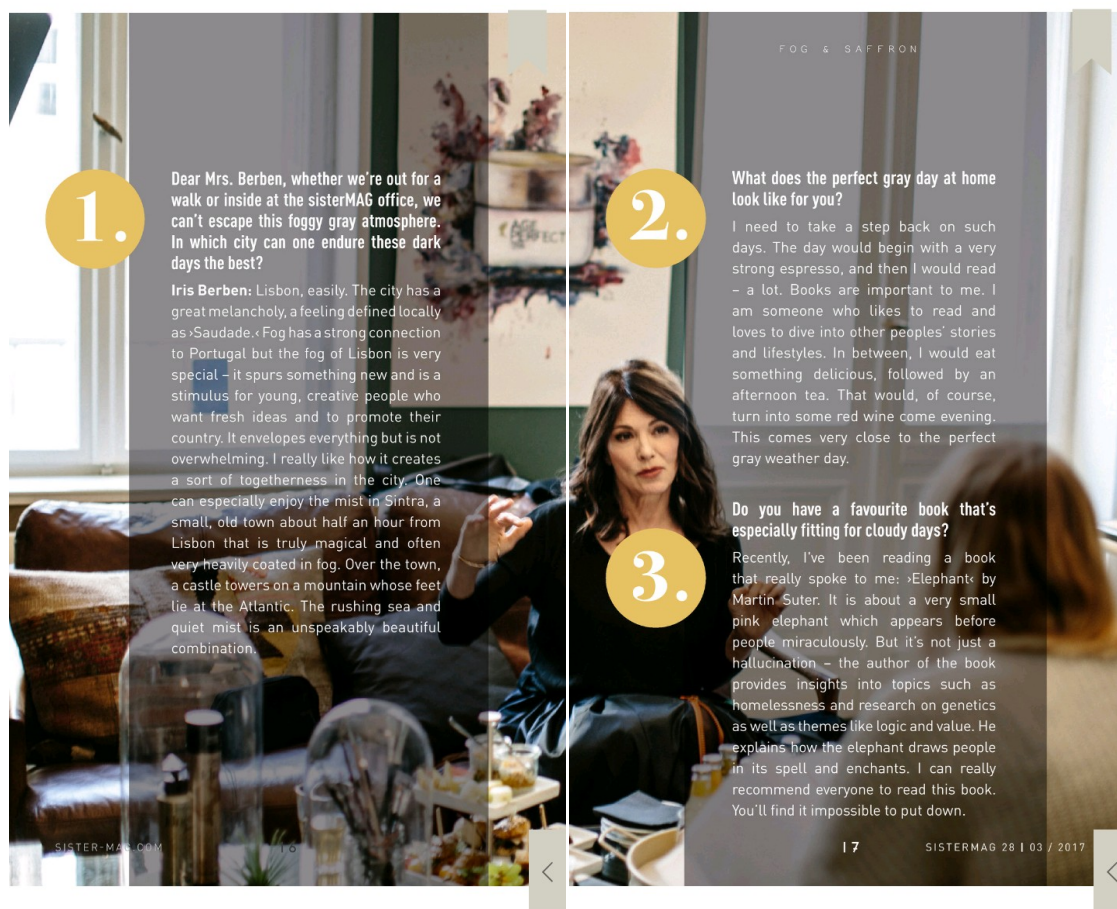 AGE
PERFECT
1.
Dear Mrs. Berben, whether we're out for a
walk or inside at the sisterMAG office, we
can't escape this foggy gray atmosphere.
In which city can one endure these dark
days the best?
Iris Berben: Lisbon, easily. The city has a
great melancholy, a feeling defined locally
as ›Saudade.‹ Fog has a strong connection
to Portugal but the fog of Lisbon is very
special – it spurs something new and is a
stimulus for young, creative people who
want fresh ideas and to promote their
country. It envelopes everything but is not
overwhelming. I really like how it creates
a sort of togetherness in the city. One
can especially enjoy the mist in Sintra, a
small, old town about half an hour from
Lisbon that is truly magical and often
very heavily coated in fog. Over the town,
a castle towers on a mountain whose feet
lie at the Atlantic. The rushing sea and
quiet mist is an unspeakably beautiful
combination.
SISTER-MAG.COM
16
FOG & SAFFRON
2.
What does the perfect gray day at home
look like for you?
I need to take a step back on such
days. The day would begin with a very
strong espresso, and then I would read
– a lot. Books are important to me. I
am someone who likes to read and
loves to dive into other peoples' stories
and lifestyles. In between, I would eat
something delicious, followed by an
afternoon tea. That would, of course,
turn into some red wine come evening.
This comes very close to the perfect
gray weather day.
3.
Do you have a favourite book that's
especially fitting for cloudy days?
Recently, I've been reading a book
that really spoke to me: ›Elephant‹ by
Martin Suter. It is about a very small
pink elephant which appears before
people miraculously. But it's not just a
hallucination – the author of the book
provides insights into topics such as
homelessness and research on genetics
as well as themes like logic and value. He
explains how the elephant draws people
in its spell and enchants. I can really
recommend everyone to read this book.
You'll find it impossible to put down.
17
SISTERMAG 28 | 03 / 2017